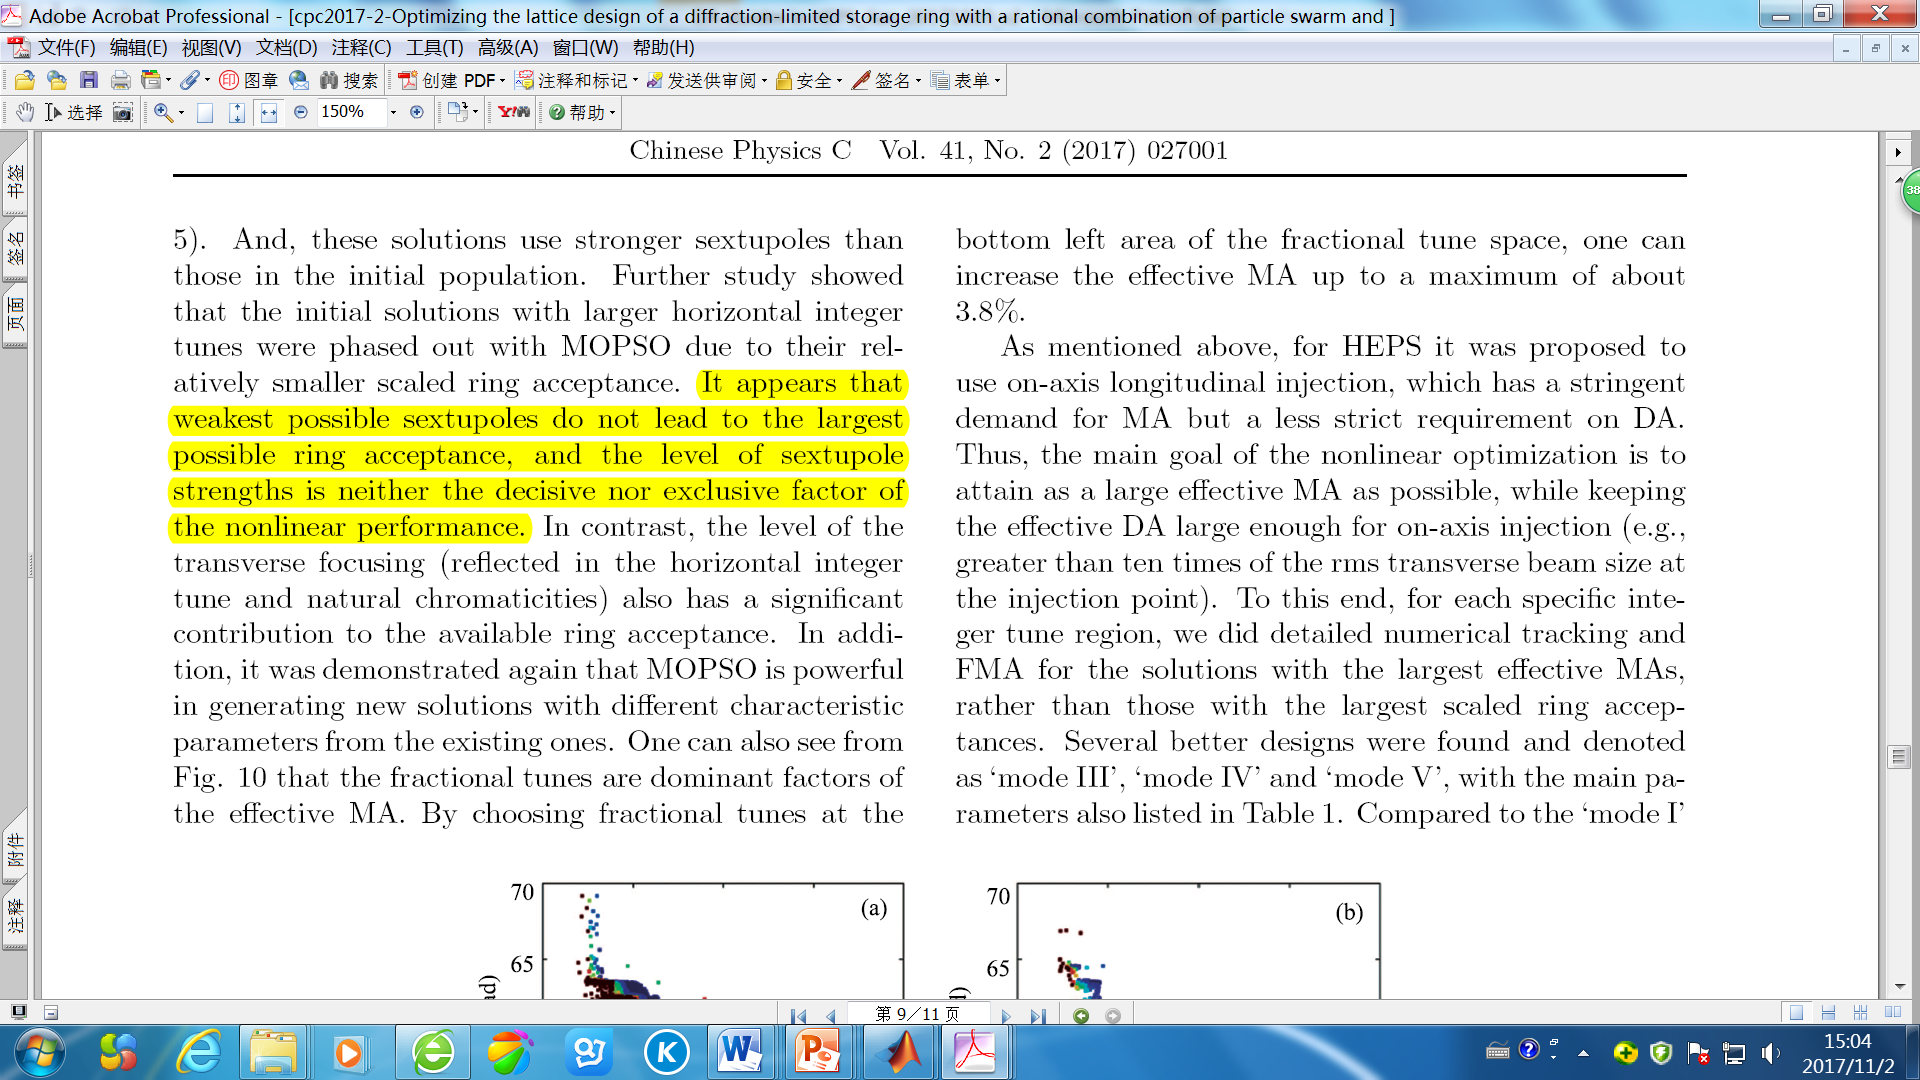 Adobe Acrobat Professional - [cpc2017-2-Optimizing the lattice design of a diffraction-limited storage ring with a rational combination of particle swarm and ]
文件(F) 编辑(E) 视图(V) 文档(D) 注释(C) 工具(T) 高级(A) 窗口(W) 帮助(H)
图章 搜索 创建 PDF 注释和标记 发送供审阅 安全 签名 表单
选择 150% Y! 帮助
书签
签名
页面
附件
注释
38
Chinese Physics C Vol. 41, No. 2 (2017) 027001
5). And, these solutions use stronger sextupoles than
those in the initial population. Further study showed
that the initial solutions with larger horizontal integer
tunes were phased out with MOPSO due to their rel-
atively smaller scaled ring acceptance. It appears that
weakest possible sextupoles do not lead to the largest
possible ring acceptance, and the level of sextupole
strengths is neither the decisive nor exclusive factor of
the nonlinear performance. In contrast, the level of the
transverse focusing (reflected in the horizontal integer
tune and natural chromaticities) also has a significant
contribution to the available ring acceptance. In addi-
tion, it was demonstrated again that MOPSO is powerful
in generating new solutions with different characteristic
parameters from the existing ones. One can also see from
Fig. 10 that the fractional tunes are dominant factors of
the effective MA. By choosing fractional tunes at the
bottom left area of the fractional tune space, one can
increase the effective MA up to a maximum of about
3.8%.
As mentioned above, for HEPS it was proposed to
use on-axis longitudinal injection, which has a stringent
demand for MA but a less strict requirement on DA.
Thus, the main goal of the nonlinear optimization is to
attain as a large effective MA as possible, while keeping
the effective DA large enough for on-axis injection (e.g.,
greater than ten times of the rms transverse beam size at
the injection point). To this end, for each specific inte-
ger tune region, we did detailed numerical tracking and
FMA for the solutions with the largest effective MAs,
rather than those with the largest scaled ring accep-
tances. Several better designs were found and denoted
as ‘mode III’, ‘mode IV’ and ‘mode V’, with the main pa-
rameters also listed in Table 1. Compared to the ‘mode I’
70
65
(a)
70
65
(b)
第 9/11 页
15:04
2017/11/2